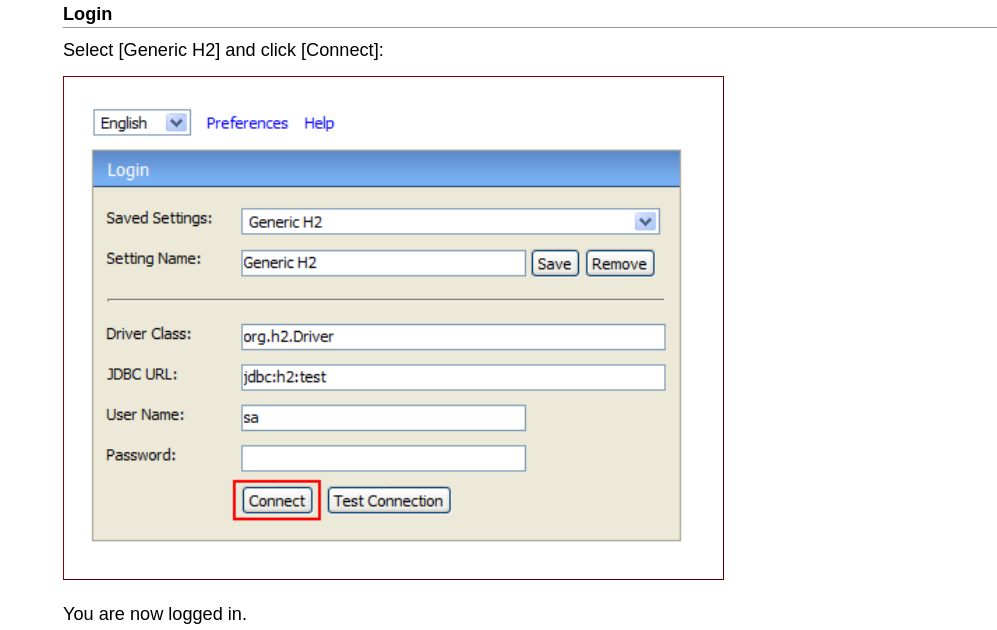 Login
Select [Generic H2] and click [Connect]:
English Preferences Help
Login
Saved Settings: Generic H2
Setting Name: Generic H2 Save Remove
Driver Class: org.h2.Driver
JDBC URL: jdbc:h2:test
User Name: sa
Password:
Connect Test Connection
You are now logged in.